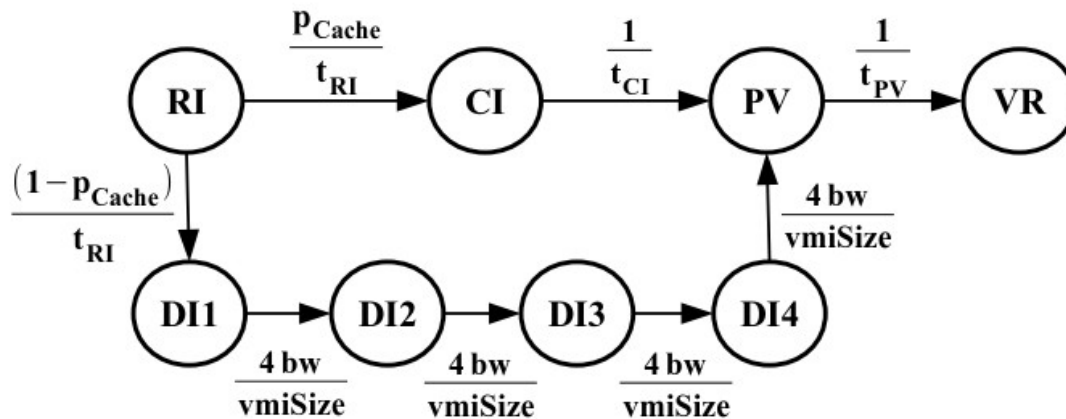 p_Cache / t_RI
1 / t_CI
1 / t_PV
RI
CI
PV
VR
(1−p_Cache) / t_RI
4 bw / vmiSize
DI1
DI2
DI3
DI4
4 bw / vmiSize
4 bw / vmiSize
4 bw / vmiSize